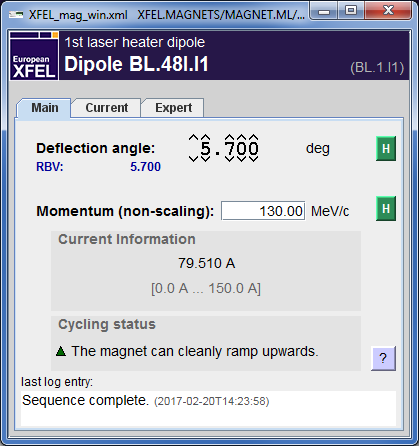 XFEL_mag_win.xml XFEL.MAGNETS/MAGNET.ML/...
European
XFEL
1st laser heater dipole
Dipole BL.48I.I1
(BL.1.I1)
Main Current Expert
Deflection angle: 5.700 deg H
RBV: 5.700
Momentum (non-scaling): 130.00 MeV/c H
Current Information
79.510 A
[0.0 A ... 150.0 A]
Cycling status
The magnet can cleanly ramp upwards.
?
last log entry:
Sequence complete. (2017-02-20T14:23:58)